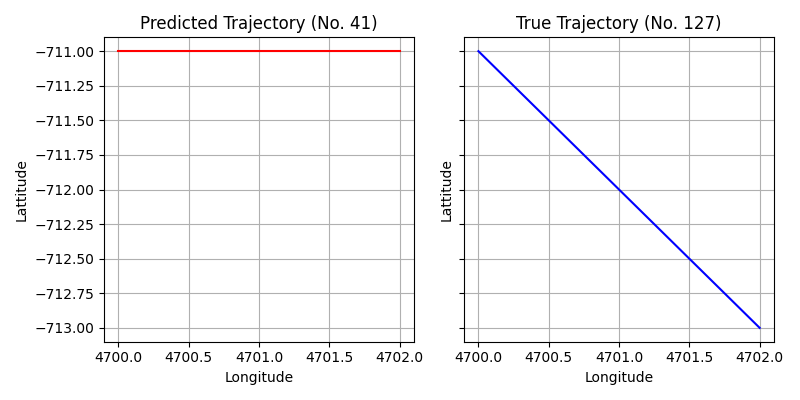 Predicted Trajectory (No. 41)
True Trajectory (No. 127)
−711.00
−711.25
−711.50
−711.75
−712.00
−712.25
−712.50
−712.75
−713.00
Lattitude
Lattitude
4700.0 4700.5 4701.0 4701.5 4702.0
4700.0 4700.5 4701.0 4701.5 4702.0
Longitude
Longitude